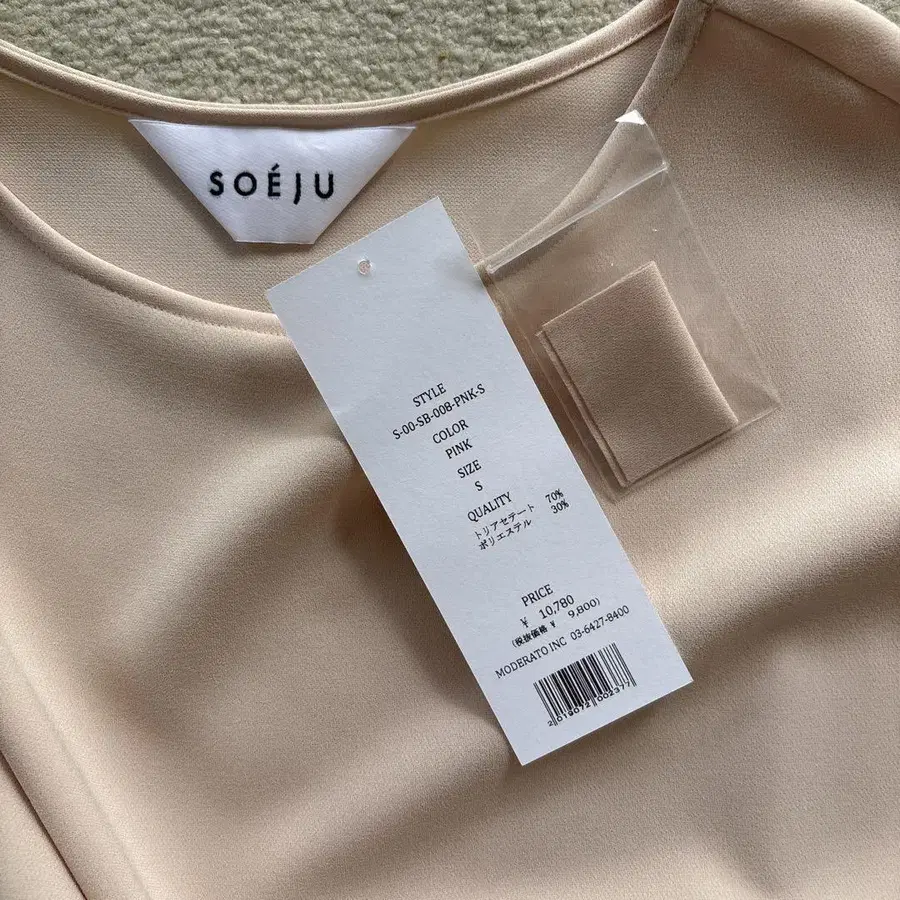 SOÉJU
STYLE
S-00-SB-008-PNK-S
COLOR
PINK
SIZE
S
QUALITY
トリアセテート 70%
ポリエステル 30%
PRICE
¥ 10,780
(税抜価格 ¥ 9,800)
MODERATO INC 03-6427-8400
2019072002377